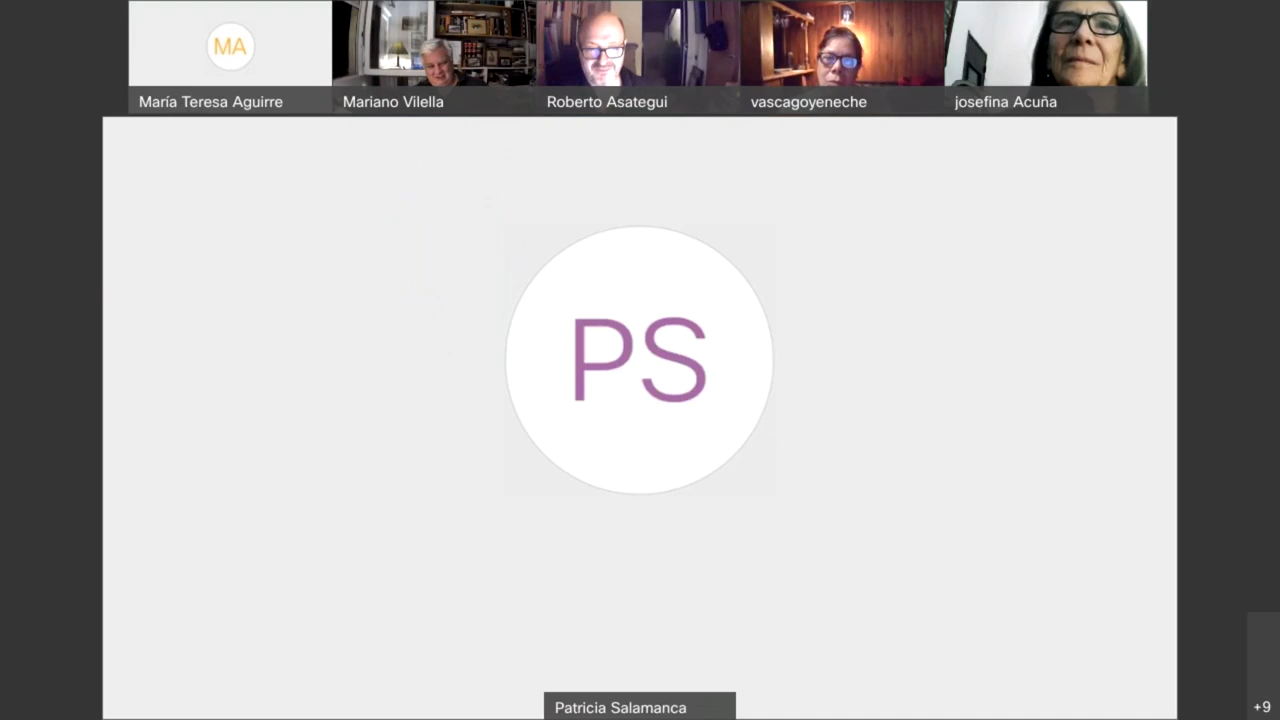 MA
María Teresa Aguirre
Mariano Vilella
Roberto Asategui
vascagoyeneche
josefina Acuña
PS
Patricia Salamanca
+9